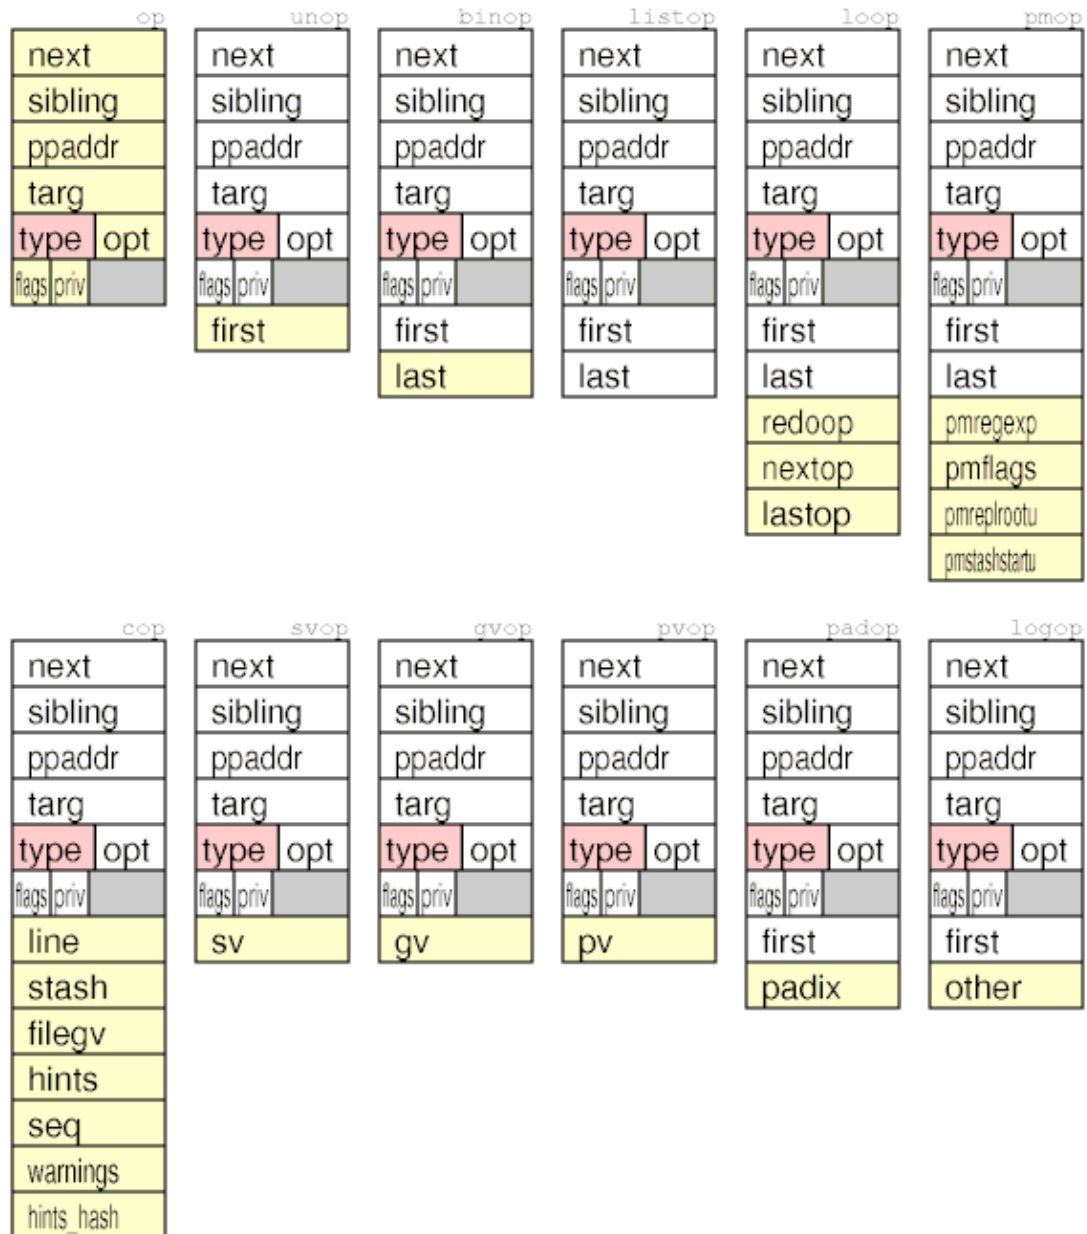 op unop binop listop loop pmop
next next next next next next
sibling sibling sibling sibling sibling sibling
ppaddr ppaddr ppaddr ppaddr ppaddr ppaddr
targ targ targ targ targ targ
type opt type opt type opt type opt type opt type opt
flags priv flags priv flags priv flags priv flags priv flags priv
first first first first first
last last last last
redoop pmregexp
nextop pmflags
lastop pmreplrootu
pmstashstartu
cop svop gvop pvop padop logop
next next next next next next
sibling sibling sibling sibling sibling sibling
ppaddr ppaddr ppaddr ppaddr ppaddr ppaddr
targ targ targ targ targ targ
type opt type opt type opt type opt type opt type opt
flags priv flags priv flags priv flags priv flags priv flags priv
line sv gv pv first first
stash padix other
filegv
hints
seq
warnings
hints_hash